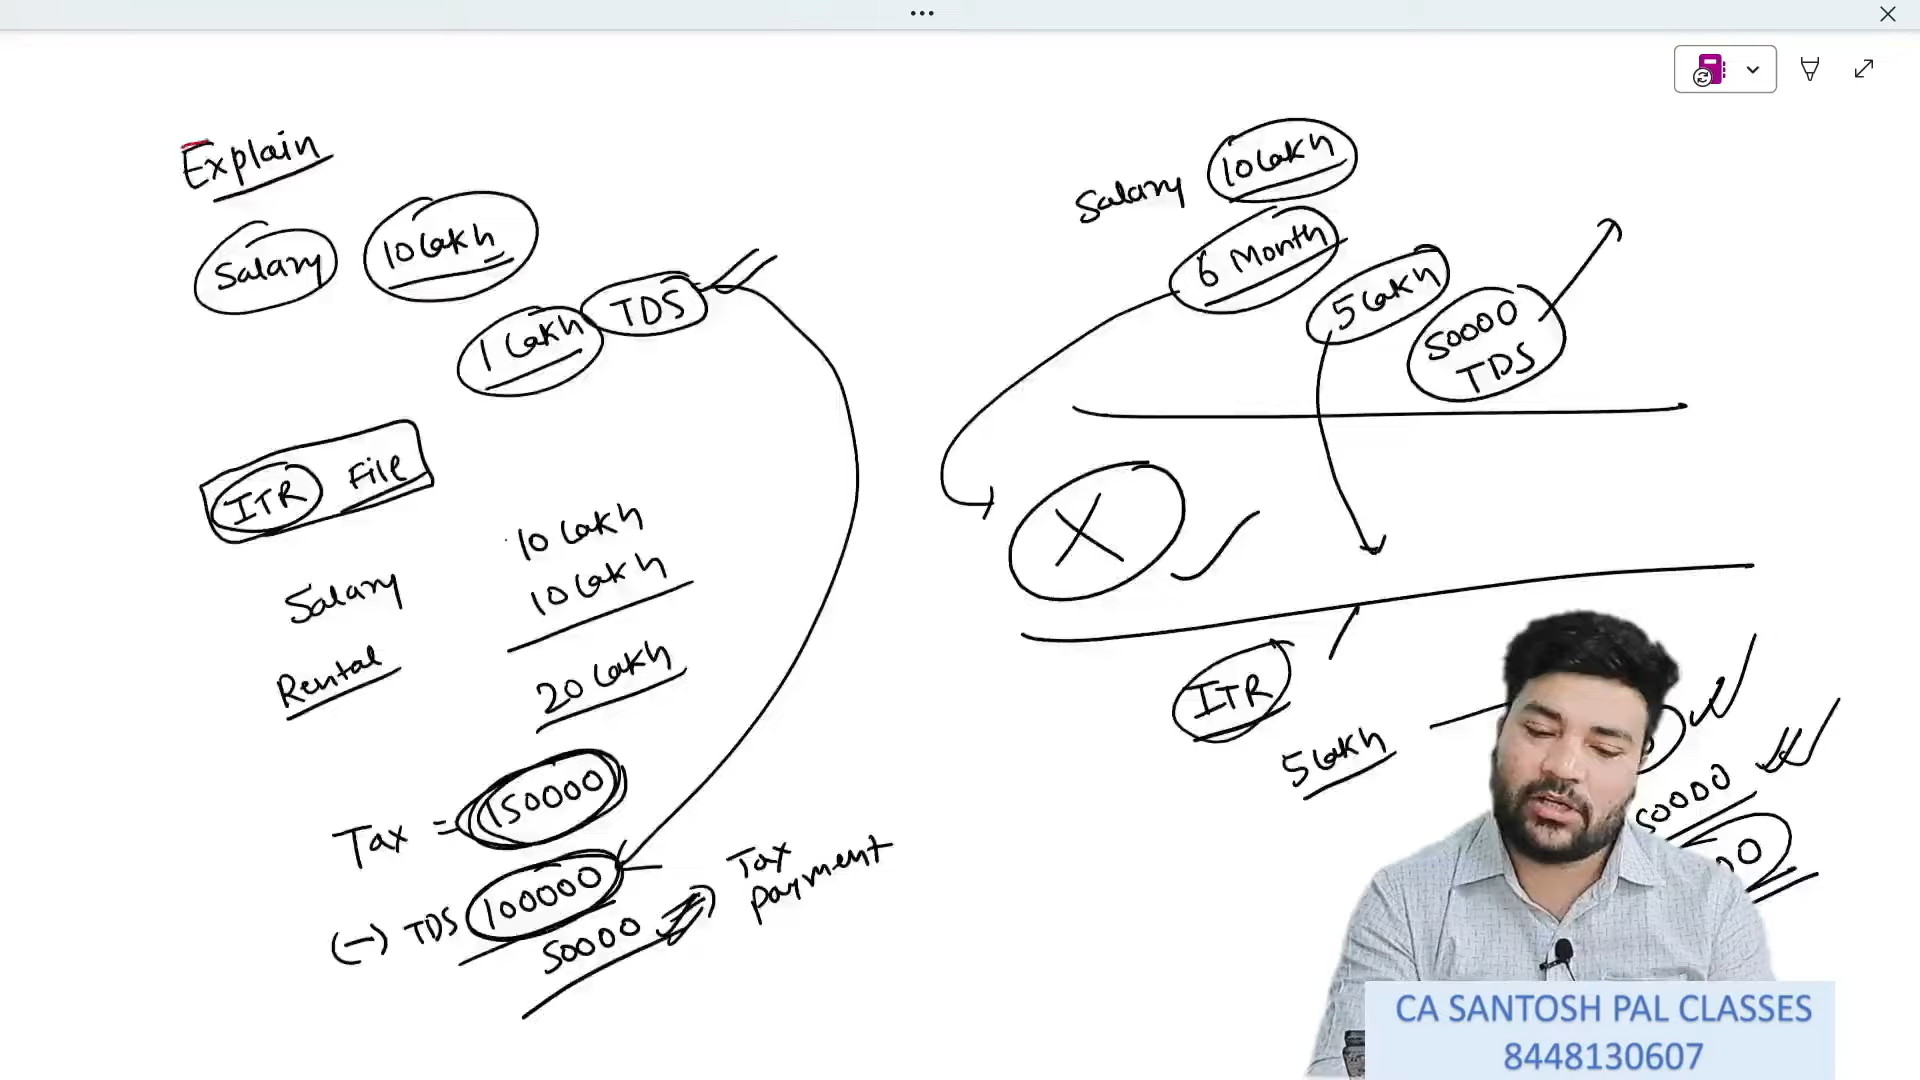 Explain
Salary 10 Lakh
1 Lakh TDS
ITR File
Salary 10 Lakh
Rental 10 Lakh
20 Lakh
Tax = 150000
(-) TDS 100000
50000 Tax payment
Salary 10 Lakh
6 Month
5 Lakh
50000 TDS
ITR
5 Lakh
50000
CA SANTOSH PAL CLASSES
8448130607